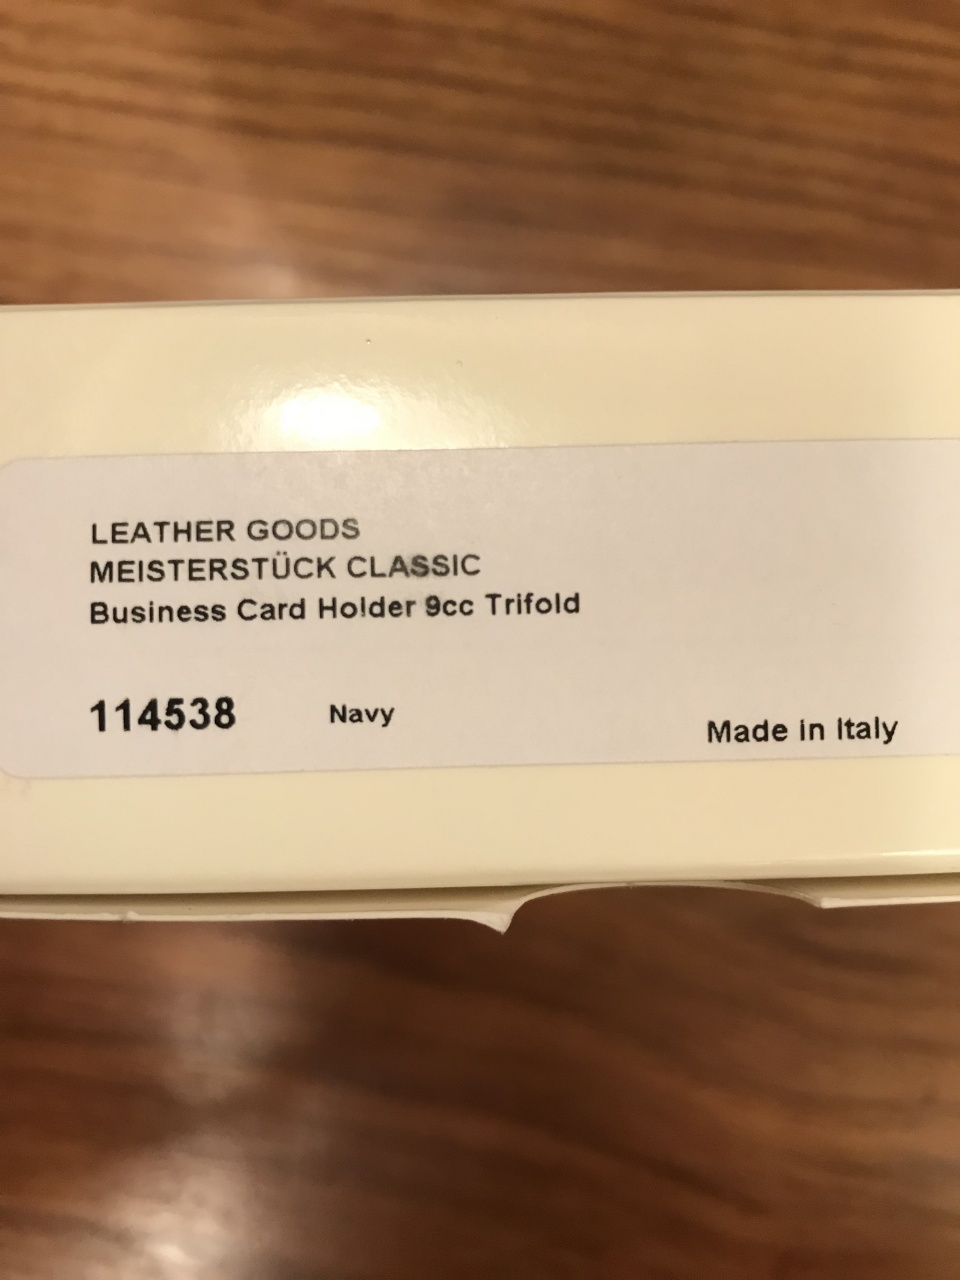 LEATHER GOODS
MEISTERSTÜCK CLASSIC
Business Card Holder 9cc Trifold
114538 Navy
Made in Italy